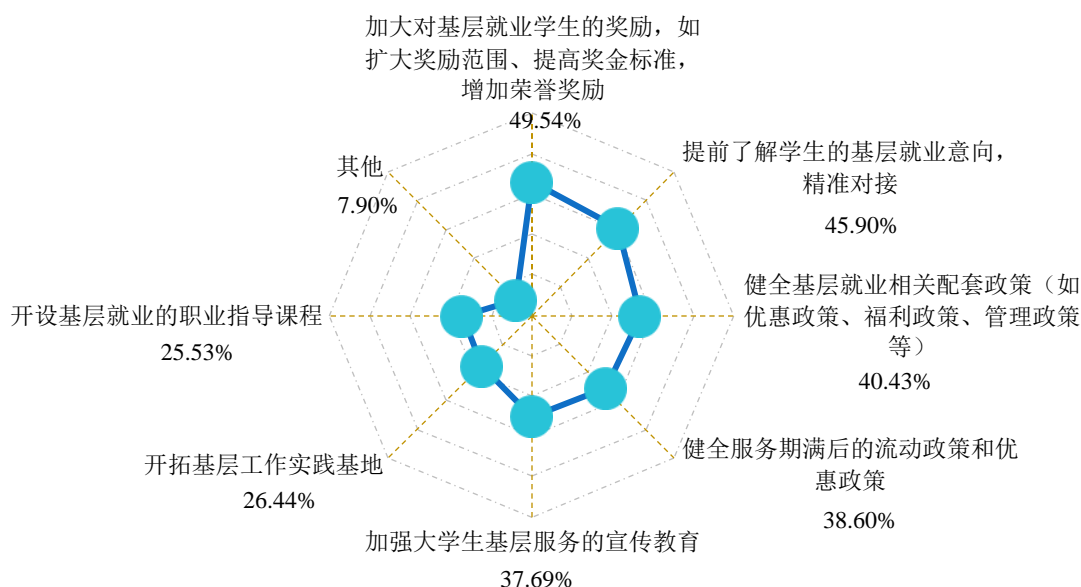 加大对基层就业学生的奖励，如
扩大奖励范围、提高奖金标准，
增加荣誉奖励
49.54%
提前了解学生的基层就业意向，
精准对接
45.90%
健全基层就业相关配套政策（如
优惠政策、福利政策、管理政策
等）
40.43%
健全服务期满后的流动政策和优
惠政策
38.60%
加强大学生基层服务的宣传教育
37.69%
开拓基层工作实践基地
26.44%
开设基层就业的职业指导课程
25.53%
其他
7.90%